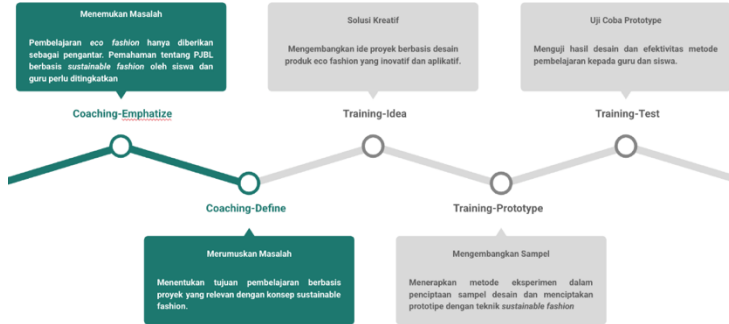 Menemukan Masalah
Pembelajaran eco fashion hanya diberikan
sebagai pengantar. Pemahaman tentang PJBL
berbasis sustainable fashion oleh siswa dan
guru perlu ditingkatkan
Coaching-Emphatize
Merumuskan Masalah
Menentukan tujuan pembelajaran berbasis
proyek yang relevan dengan konsep sustainable
fashion.
Coaching-Define
Solusi Kreatif
Mengembangkan ide proyek berbasis desain
produk eco fashion yang inovatif dan aplikatif.
Training-Idea
Mengembangkan Sampel
Menerapkan metode eksperimen dalam
penciptaan sampel desain dan menciptakan
prototipe dengan teknik sustainable fashion
Training-Prototype
Uji Coba Prototype
Menguji hasil desain dan efektivitas metode
pembelajaran kepada guru dan siswa.
Training-Test